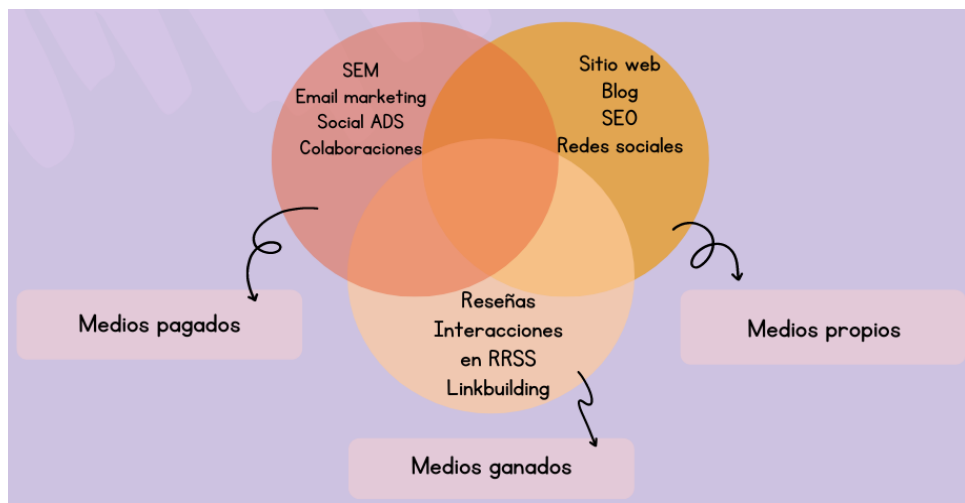 SEM
Email marketing
Social ADS
Colaboraciones
Sitio web
Blog
SEO
Redes sociales
Reseñas
Interacciones
en RRSS
Linkbuilding
Medios pagados
Medios propios
Medios ganados